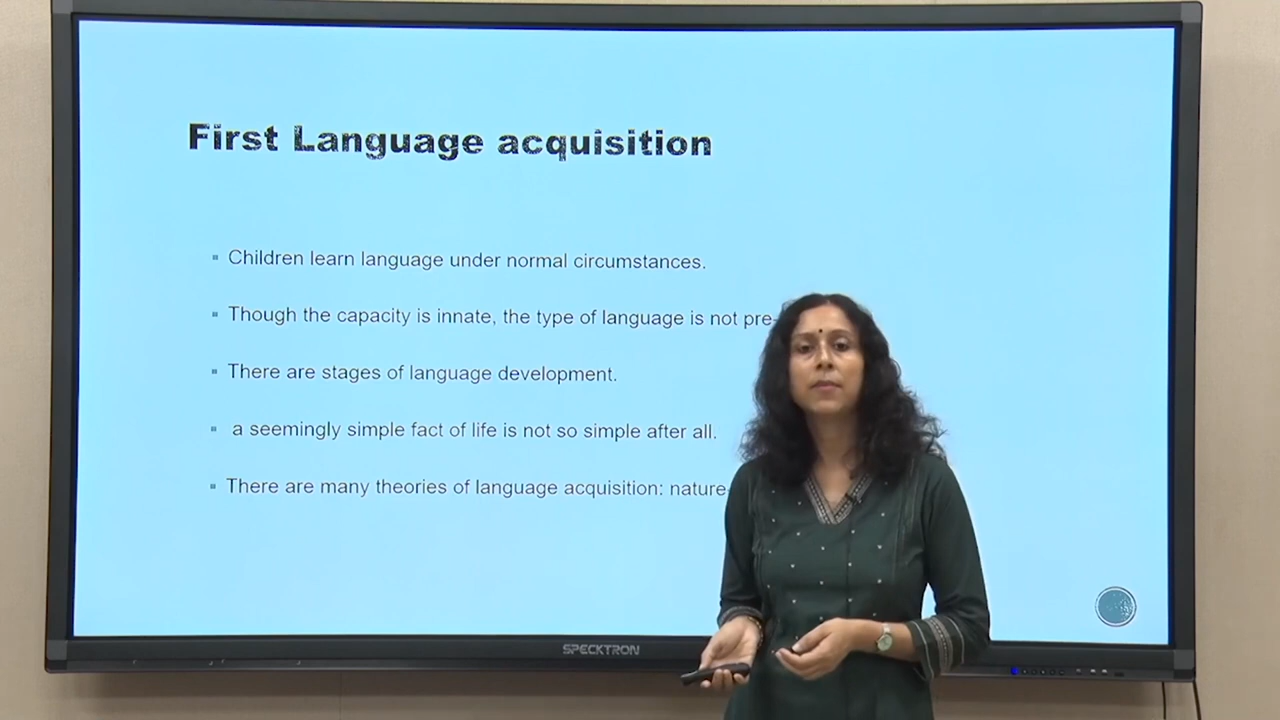 First Language acquisition
Children learn language under normal circumstances.
Though the capacity is innate, the type of language is not pre-
There are stages of language development.
a seemingly simple fact of life is not so simple after all.
There are many theories of language acquisition: nature
SPECKTRON